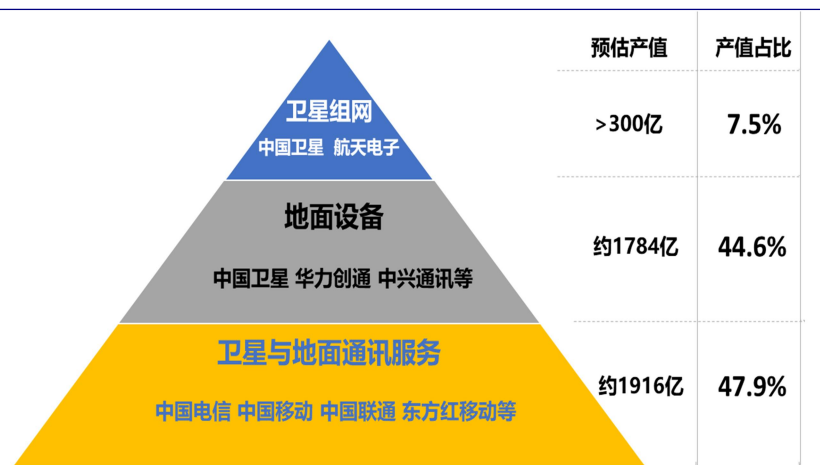 预估产值 产值占比
卫星组网
中国卫星 航天电子
>300亿 7.5%
地面设备
中国卫星 华力创通 中兴通讯等
约1784亿 44.6%
卫星与地面通讯服务
中国电信 中国移动 中国联通 东方红移动等
约1916亿 47.9%